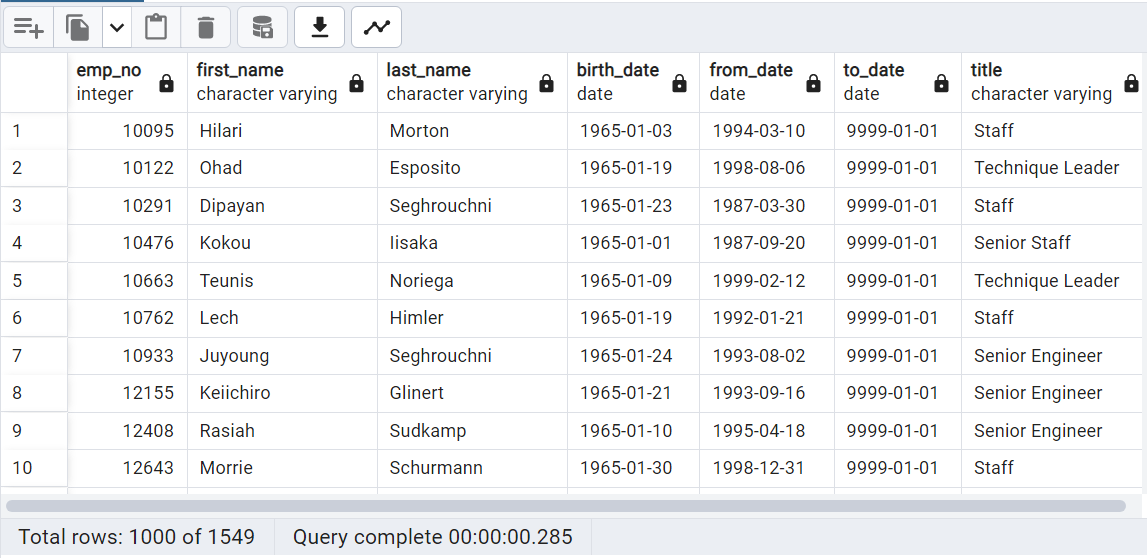 emp_no first_name last_name birth_date from_date to_date title
integer character varying character varying date date date character varying
1 10095 Hilari Morton 1965-01-03 1994-03-10 9999-01-01 Staff
2 10122 Ohad Esposito 1965-01-19 1998-08-06 9999-01-01 Technique Leader
3 10291 Dipayan Seghrouchni 1965-01-23 1987-03-30 9999-01-01 Staff
4 10476 Kokou Iisaka 1965-01-01 1987-09-20 9999-01-01 Senior Staff
5 10663 Teunis Noriega 1965-01-09 1999-02-12 9999-01-01 Technique Leader
6 10762 Lech Himler 1965-01-19 1992-01-21 9999-01-01 Staff
7 10933 Juyoung Seghrouchni 1965-01-24 1993-08-02 9999-01-01 Senior Engineer
8 12155 Keiichiro Glinert 1965-01-21 1993-09-16 9999-01-01 Senior Engineer
9 12408 Rasiah Sudkamp 1965-01-10 1995-04-18 9999-01-01 Senior Engineer
10 12643 Morrie Schurmann 1965-01-30 1998-12-31 9999-01-01 Staff
Total rows: 1000 of 1549 Query complete 00:00:00.285